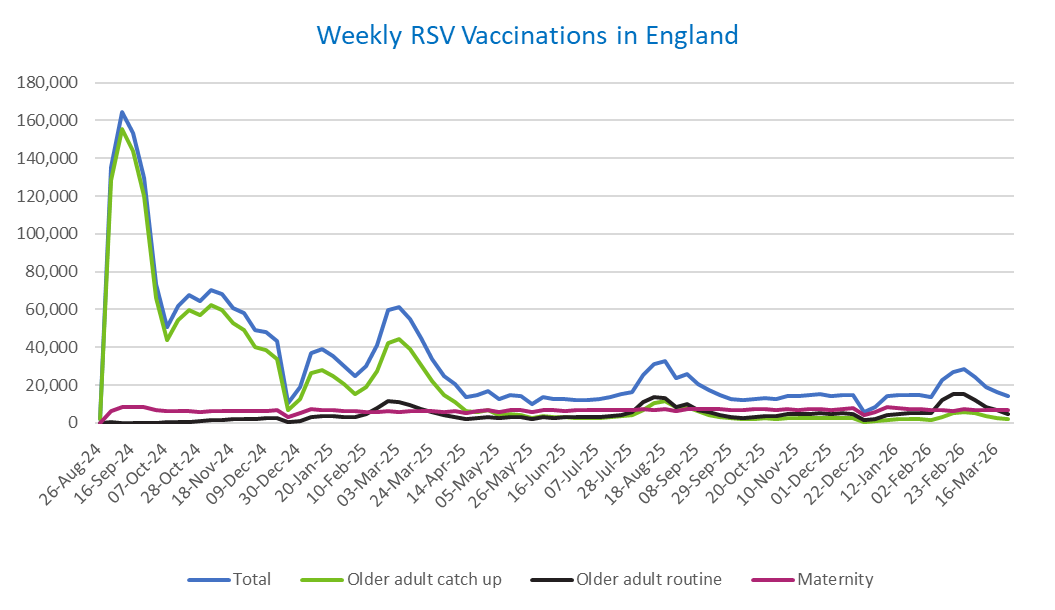 Weekly RSV Vaccinations in England
180,000
160,000
140,000
120,000
100,000
80,000
60,000
40,000
20,000
0
26-Aug-24
16-Sep-24
07-Oct-24
28-Oct-24
18-Nov-24
09-Dec-24
30-Dec-24
20-Jan-25
10-Feb-25
03-Mar-25
24-Mar-25
14-Apr-25
05-May-25
26-May-25
16-Jun-25
07-Jul-25
28-Jul-25
18-Aug-25
08-Sep-25
29-Sep-25
20-Oct-25
10-Nov-25
01-Dec-25
22-Dec-25
12-Jan-26
02-Feb-26
23-Feb-26
16-Mar-26
Total
Older adult catch up
Older adult routine
Maternity